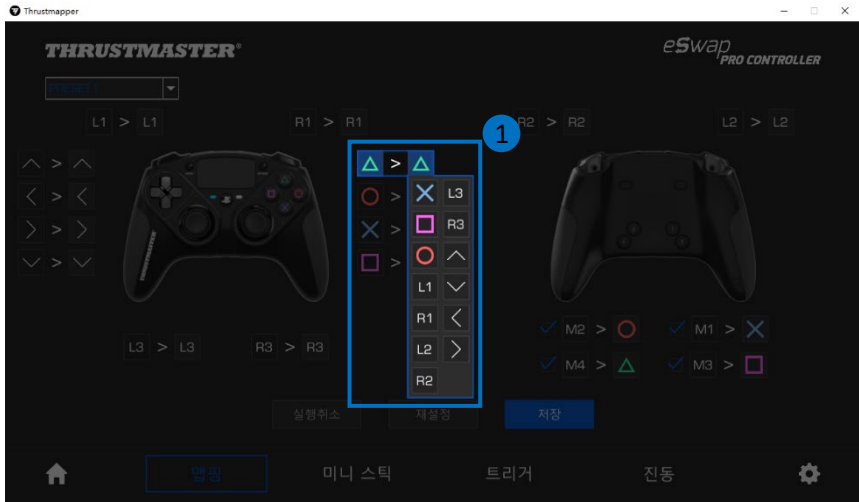 Thrustmapper
THRUSTMASTER®
eSwap
PRO CONTROLLER
PRESET1
L1 > L1
R1 > R1
1
R2 > R2
L2 > L2
L3
R3
L1
R1
L2
R2
L3 > L3
R3 > R3
M2 >
M1 >
M4 >
M3 >
실행취소
재설정
저장
맵핑
미니 스틱
트리거
진동